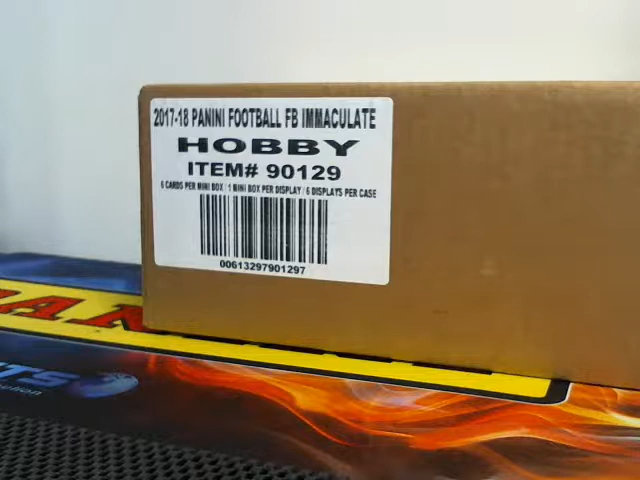 2017-18 PANINI FOOTBALL FB IMMACULATE
HOBBY
ITEM# 90129
6 CARDS PER MINI BOX / 1 MINI BOX PER DISPLAY / 6 DISPLAYS PER CASE
00613297901297